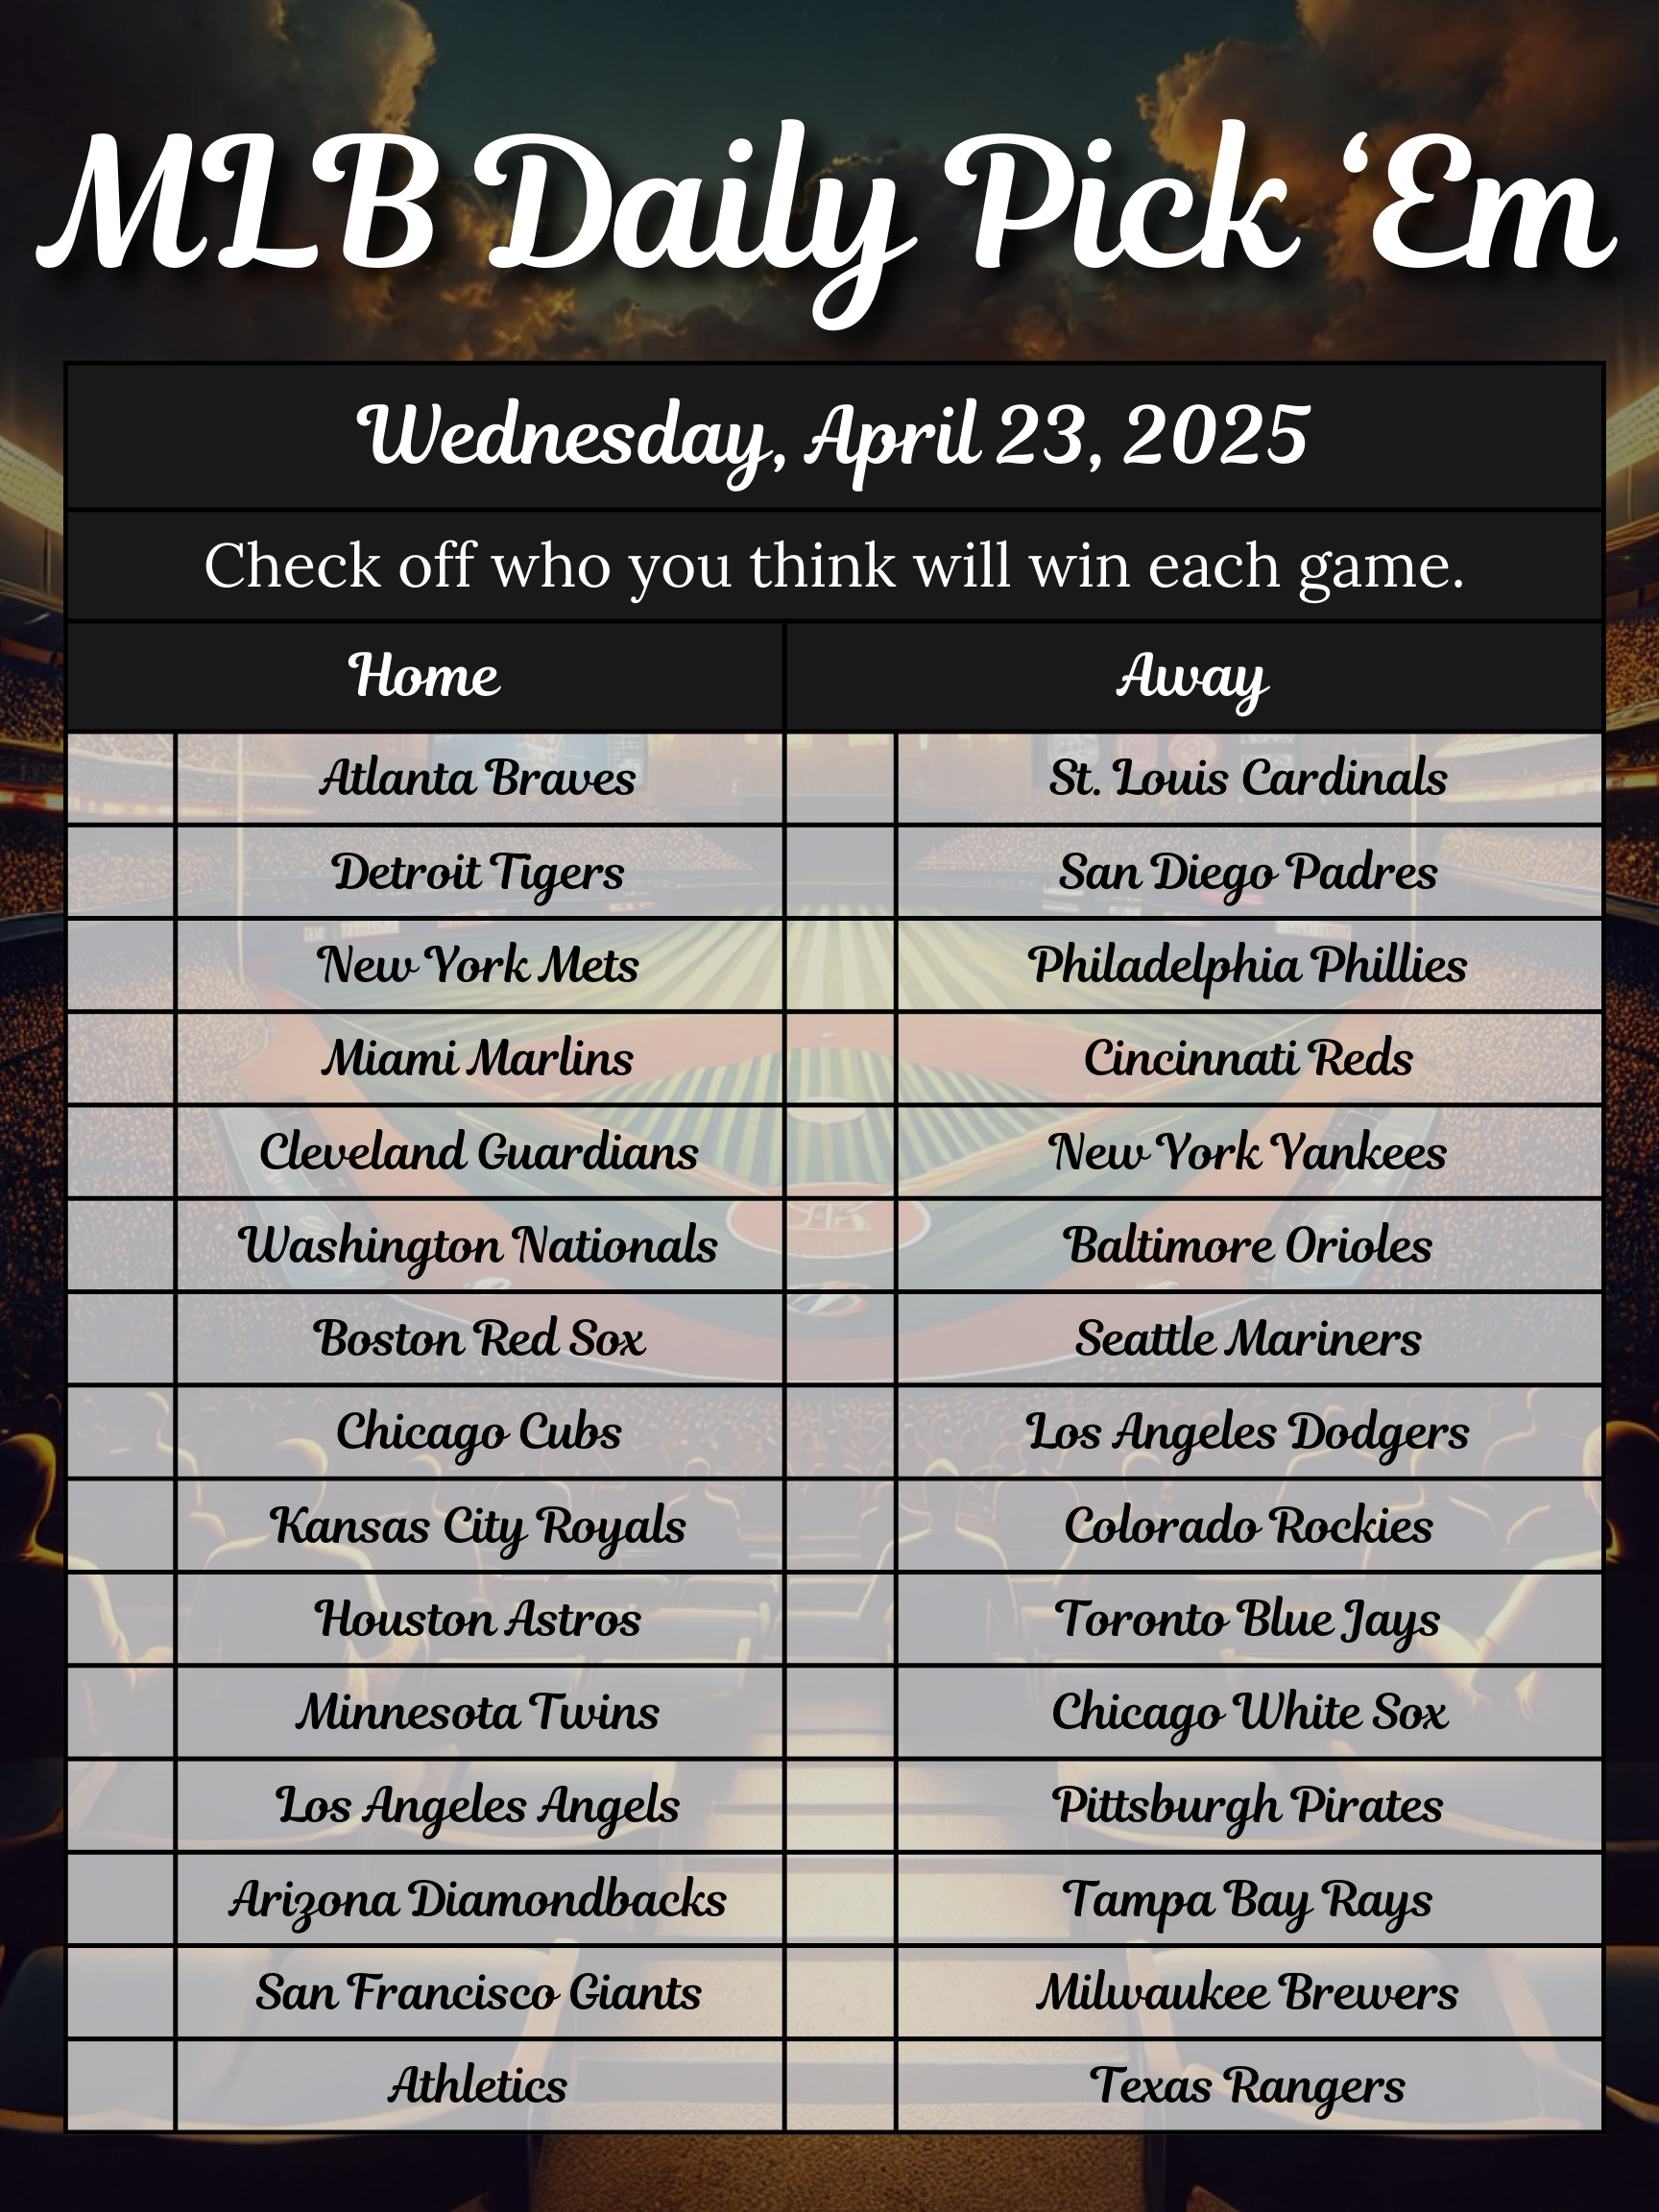 MLB Daily Pick ‘Em
Wednesday, April 23, 2025
Check off who you think will win each game.
Home Away
Atlanta Braves St. Louis Cardinals
Detroit Tigers San Diego Padres
New York Mets Philadelphia Phillies
Miami Marlins Cincinnati Reds
Cleveland Guardians New York Yankees
Washington Nationals Baltimore Orioles
Boston Red Sox Seattle Mariners
Chicago Cubs Los Angeles Dodgers
Kansas City Royals Colorado Rockies
Houston Astros Toronto Blue Jays
Minnesota Twins Chicago White Sox
Los Angeles Angels Pittsburgh Pirates
Arizona Diamondbacks Tampa Bay Rays
San Francisco Giants Milwaukee Brewers
Athletics Texas Rangers